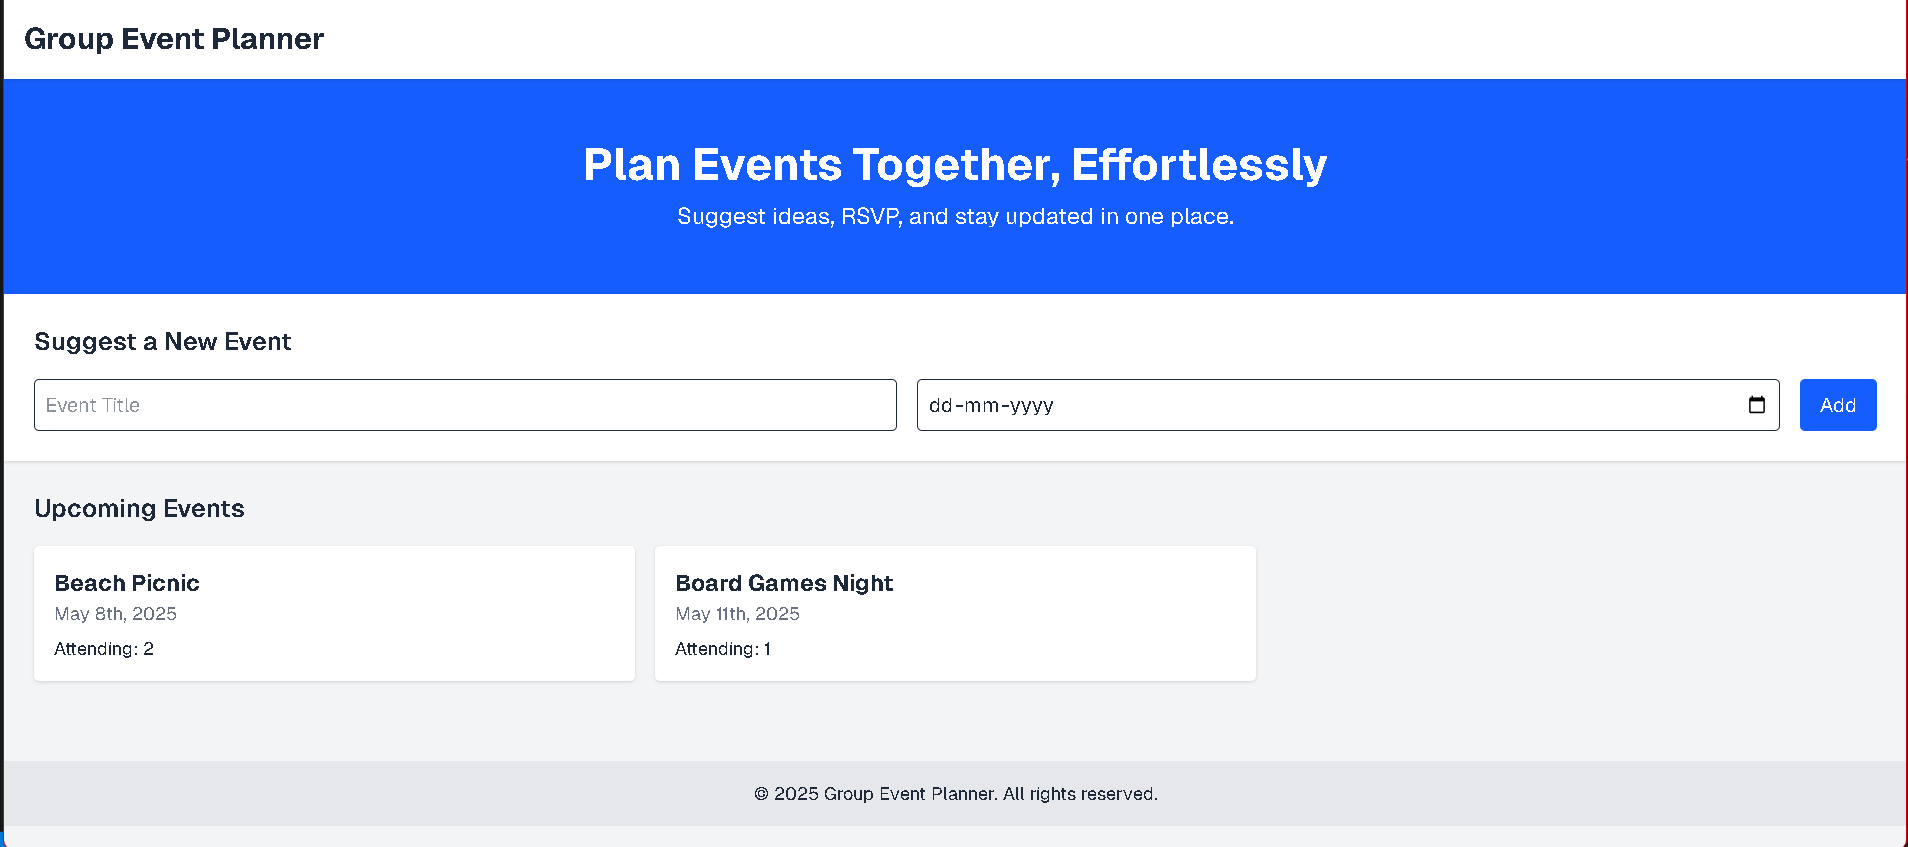 Group Event Planner
Plan Events Together, Effortlessly
Suggest ideas, RSVP, and stay updated in one place.
Suggest a New Event
Event Title
dd-mm-yyyy
Add
Upcoming Events
Beach Picnic
May 8th, 2025
Attending: 2
Board Games Night
May 11th, 2025
Attending: 1
© 2025 Group Event Planner. All rights reserved.